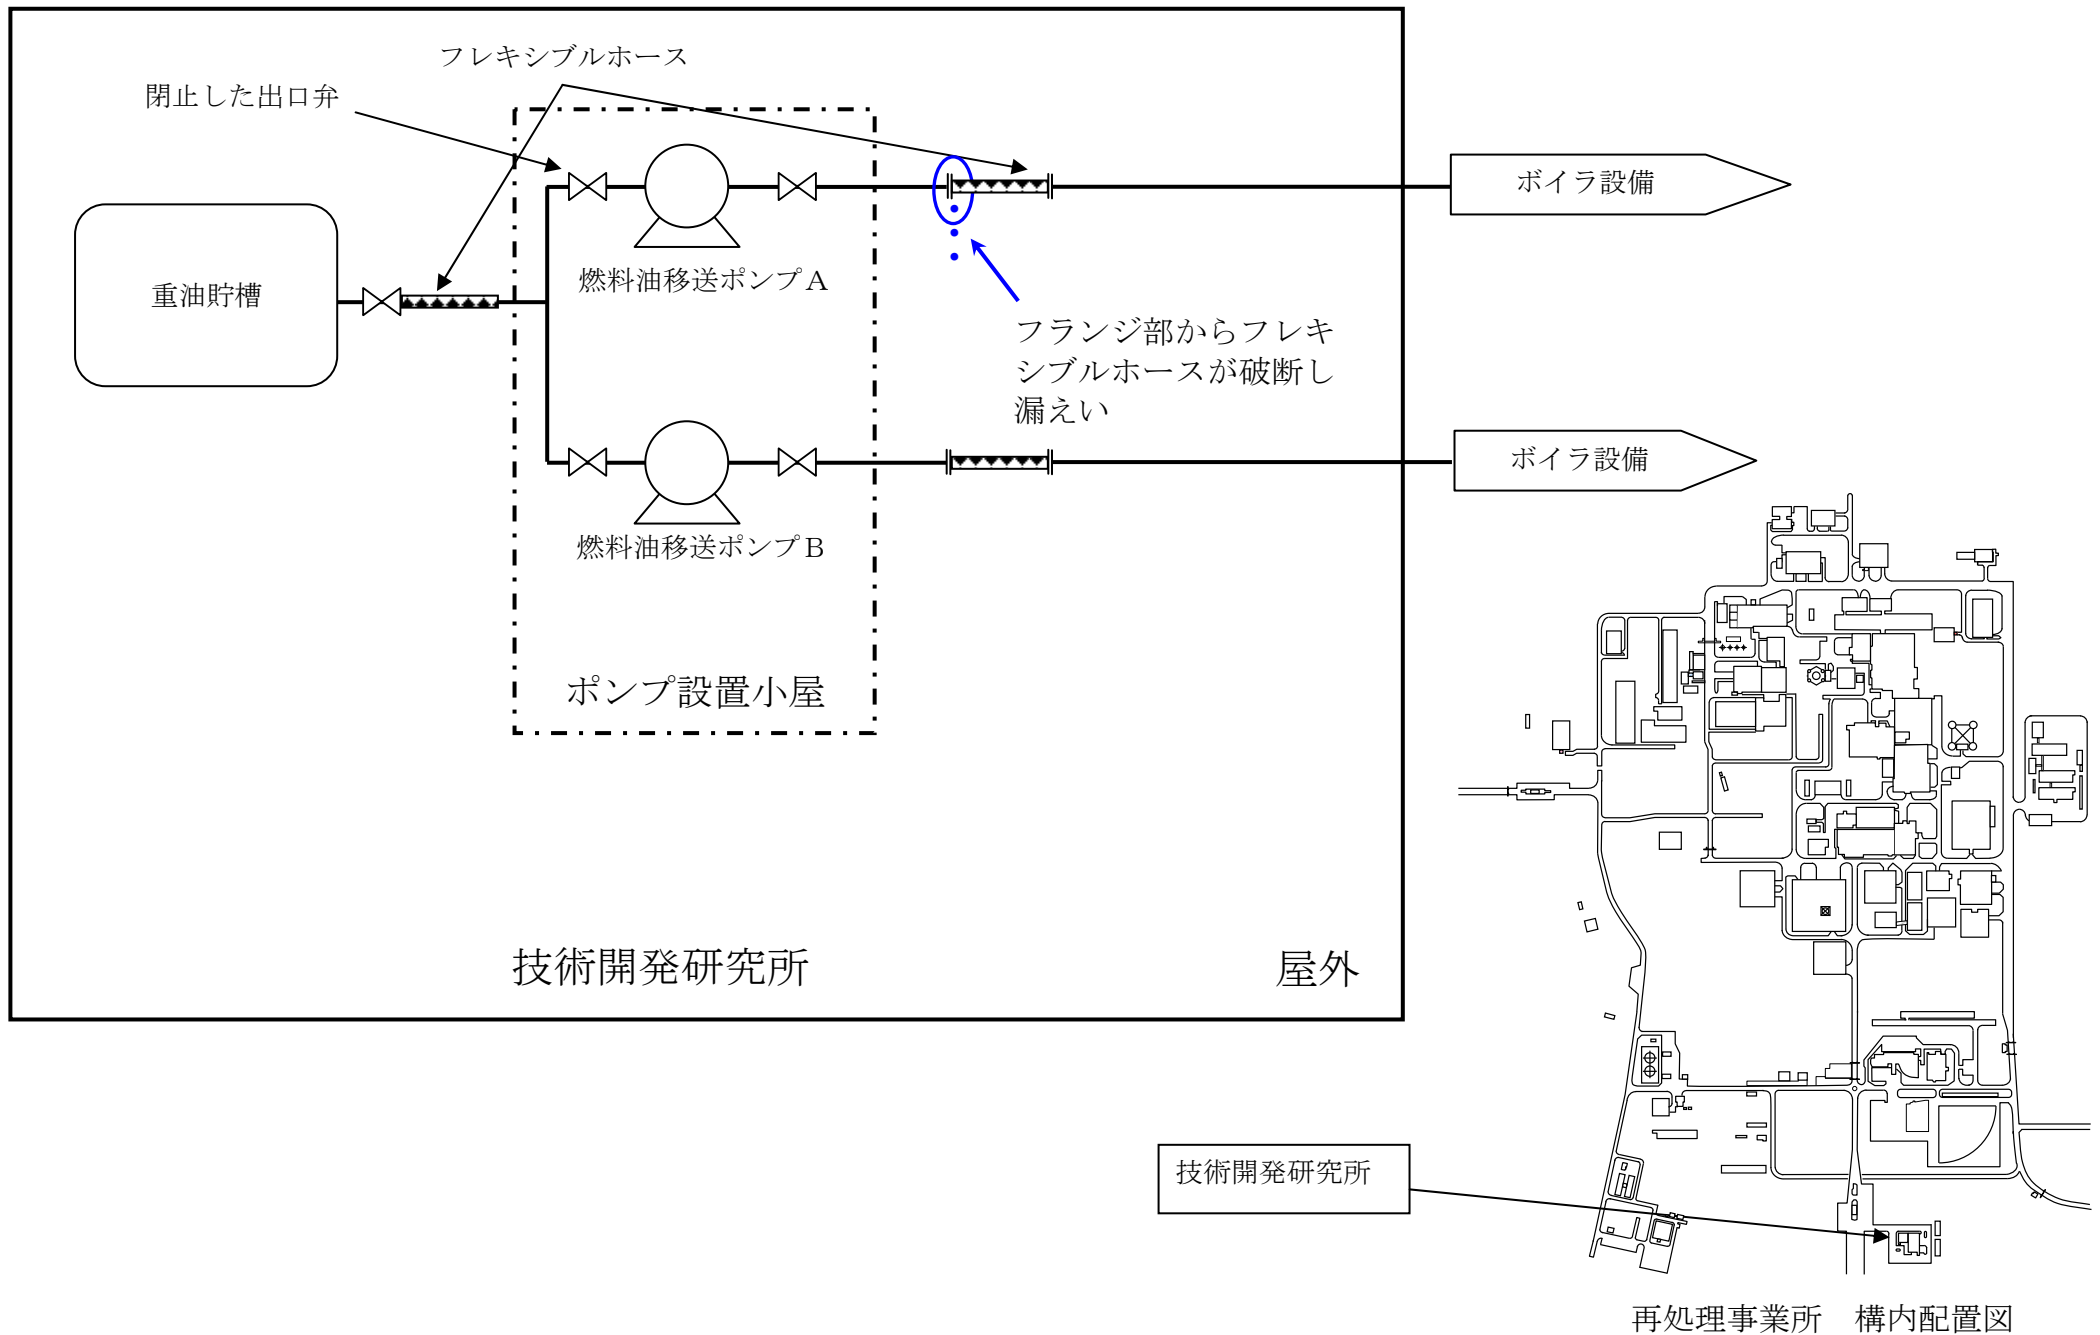 フレキシブルホース
閉止した出口弁
ボイラ設備
燃料油移送ポンプA
重油貯槽
フランジ部からフレキ
シブルホースが破断し
漏えい
ボイラ設備
燃料油移送ポンプB
ポンプ設置小屋
技術開発研究所
屋外
技術開発研究所
再処理事業所　構内配置図